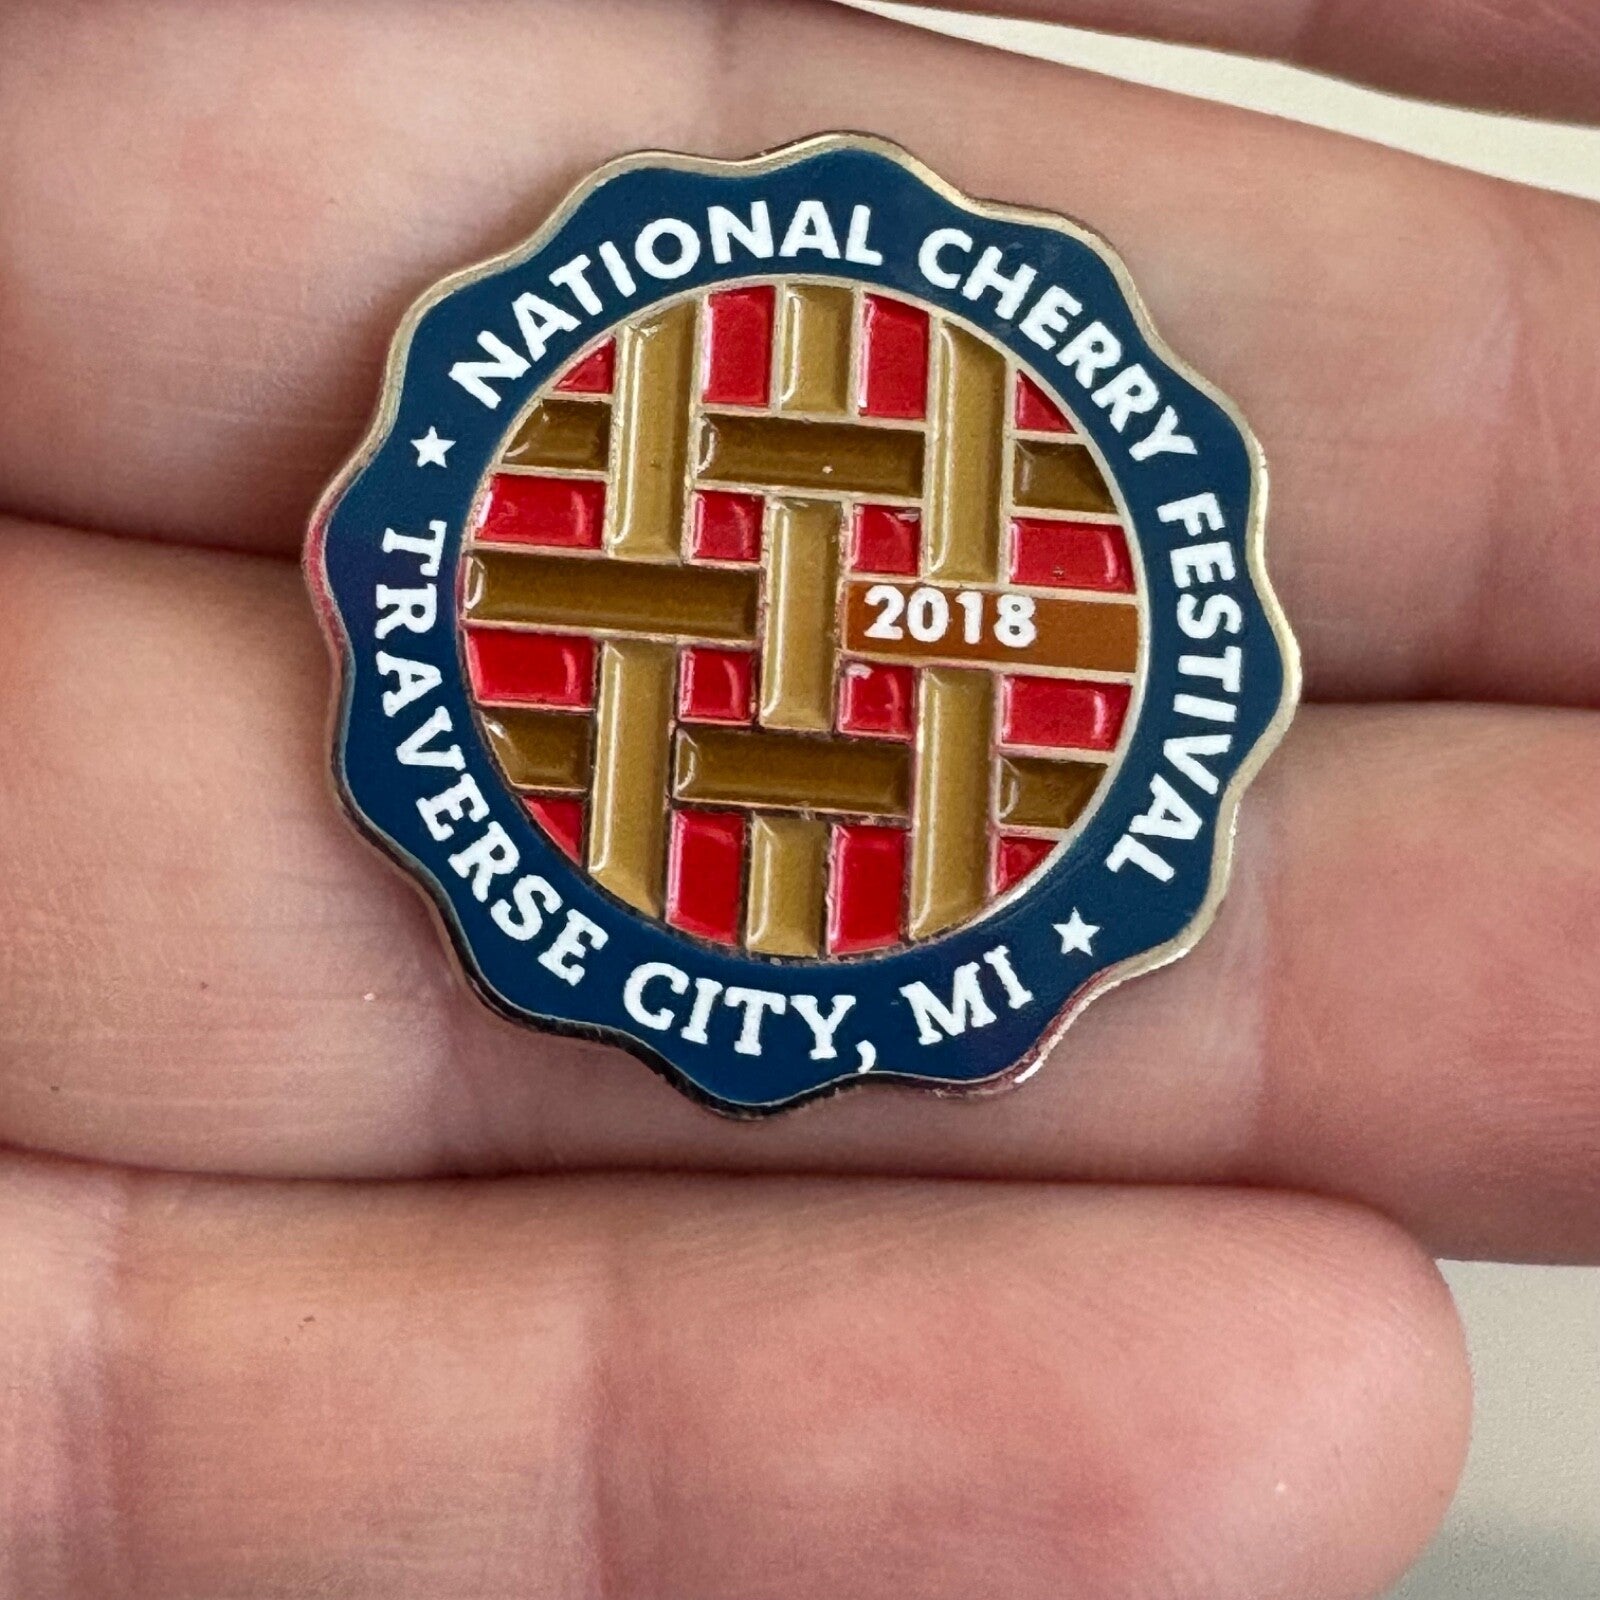 NATIONAL CHERRY FESTIVAL
2018
TRAVERSE CITY, MI